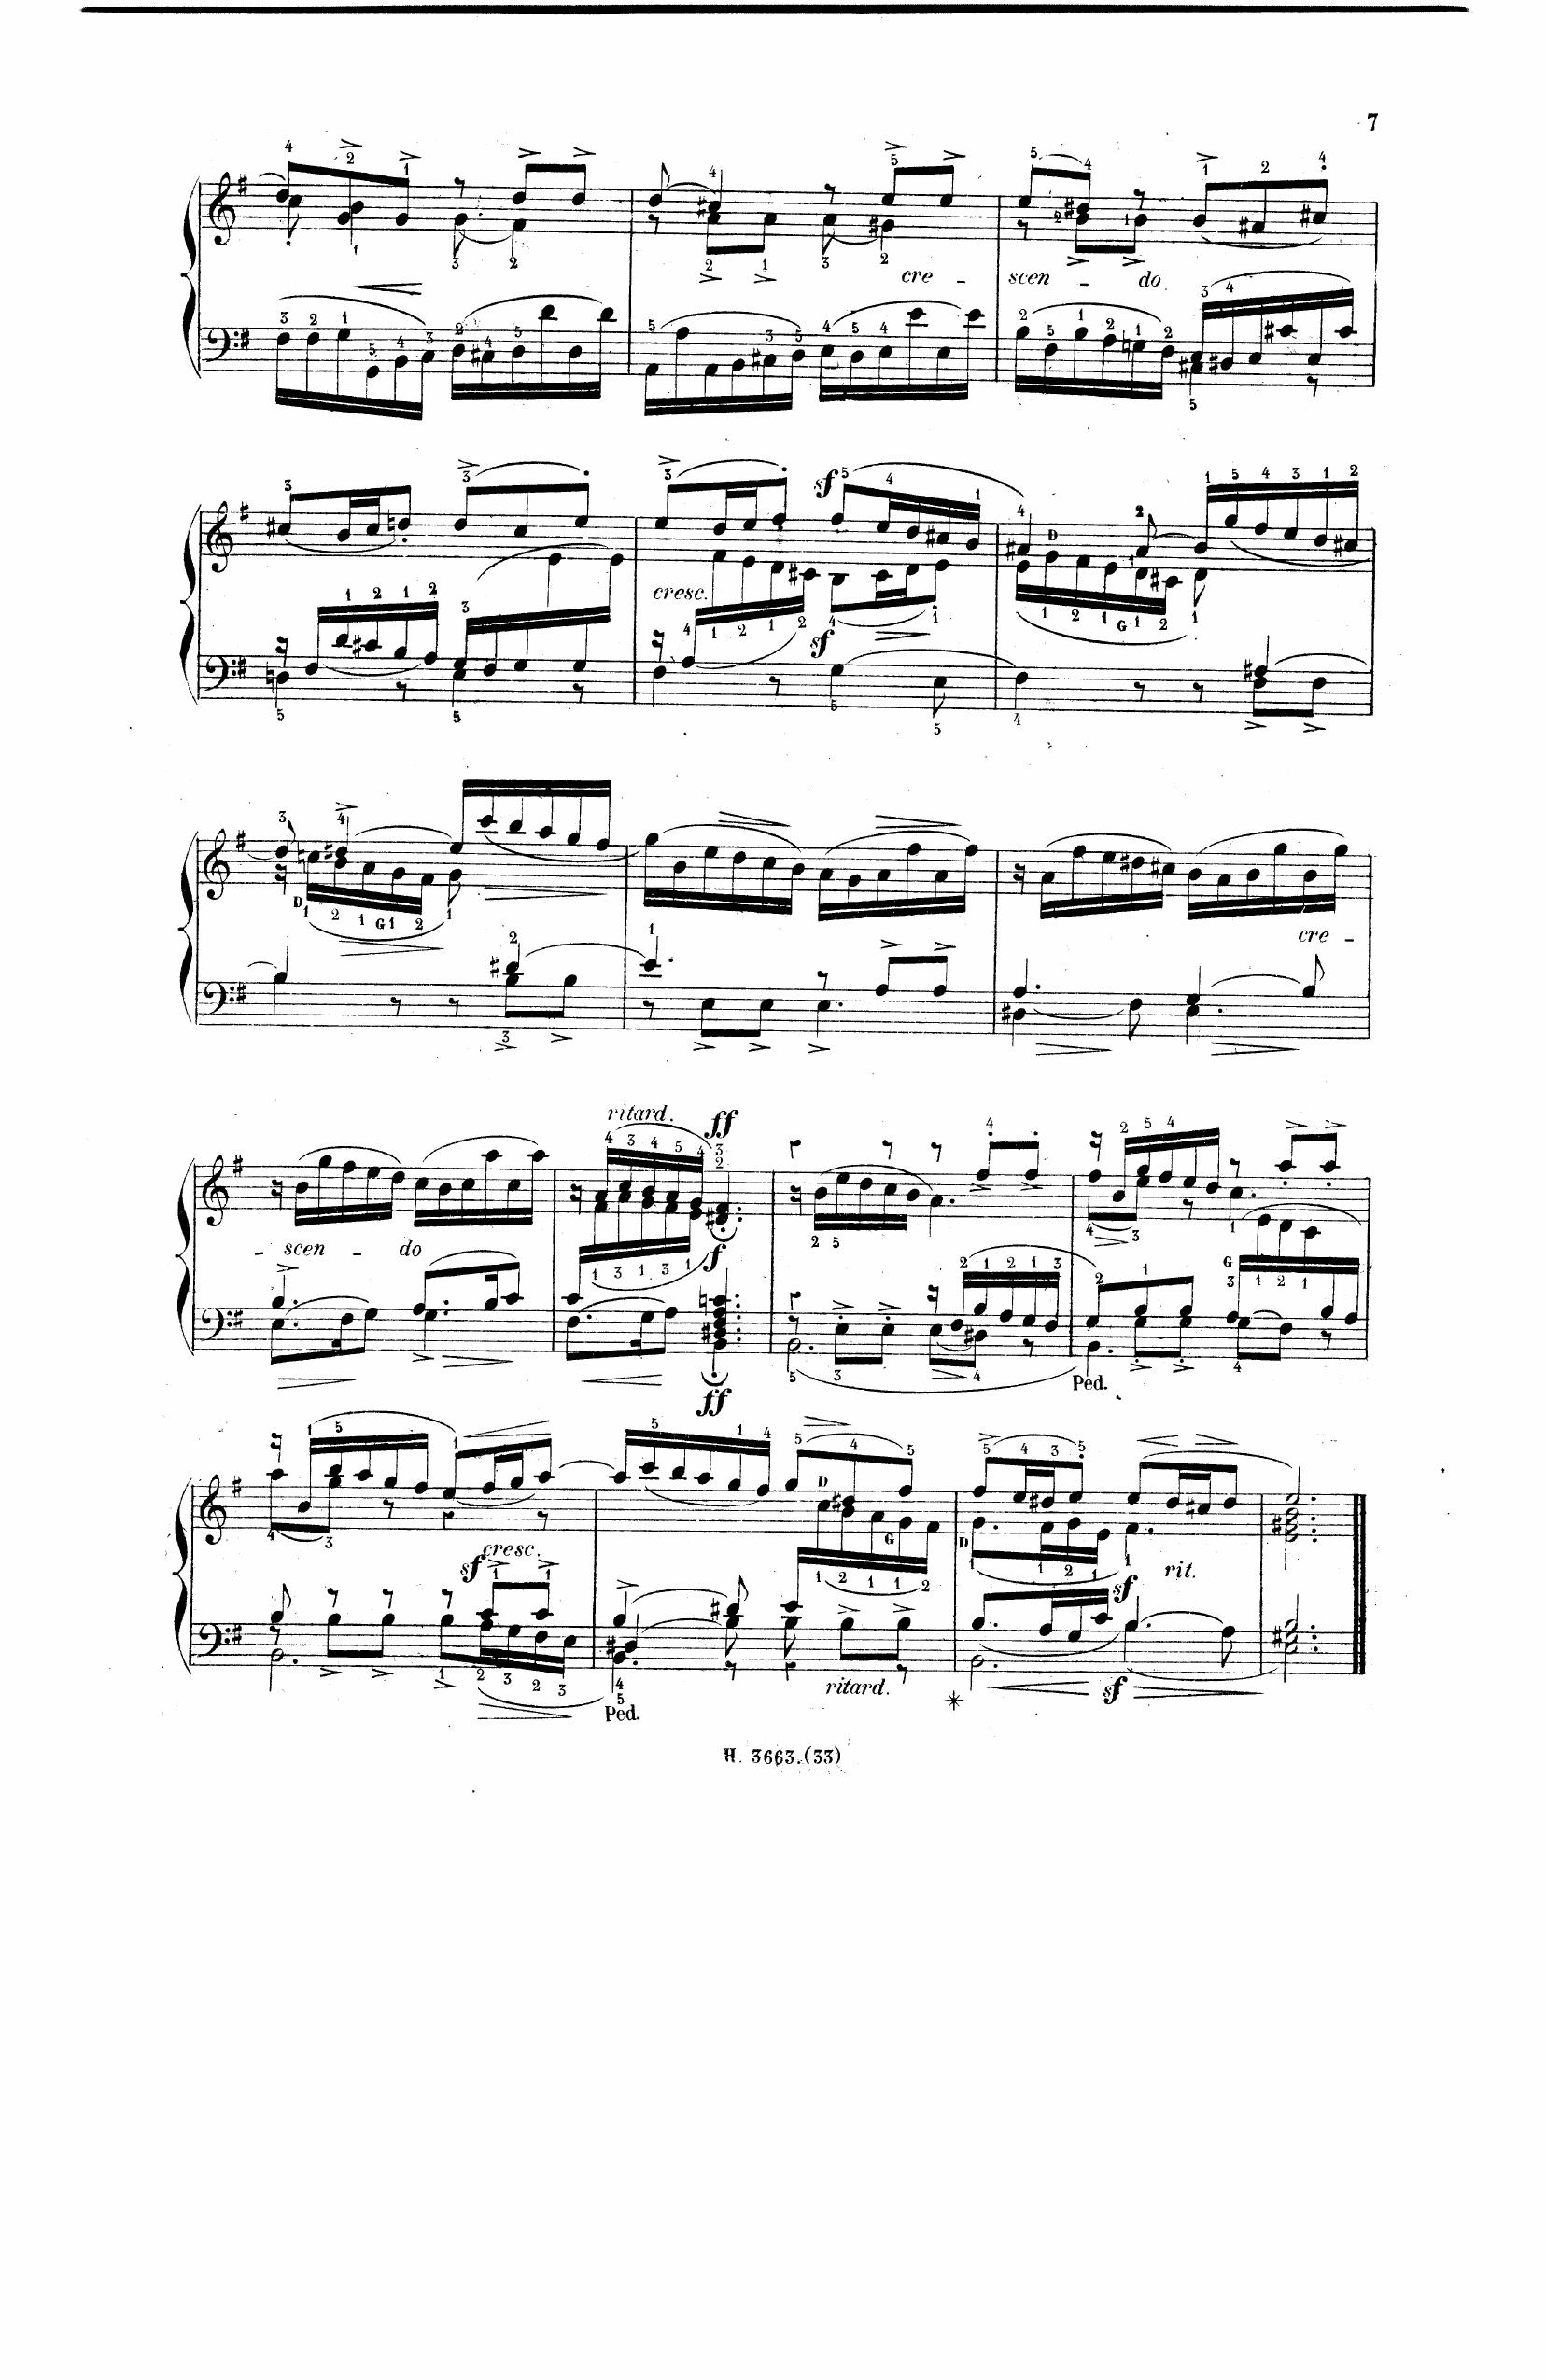 7
cre - scen - do
cresc. sf
sf
cre -
ritard. ff
- scen - do f
ff
Ped.
sf cresc.
rit.
sf
Ped. ritard. sf
H. 3663.(33)